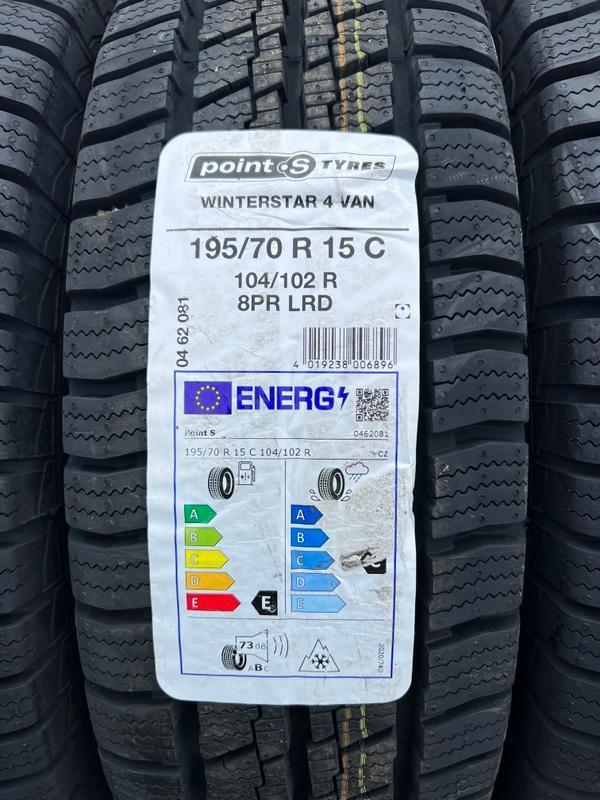 point S TYRES
WINTERSTAR 4 VAN
195/70 R 15 C
104/102 R
8PR LRD
04 62 081
4 019238 006896
ENERG
Point S
0462081
195/70 R 15 C 104/102 R
C2
A
B
C
D
E
E
A
B
C
D
E
73 dB
ABC
2020/740